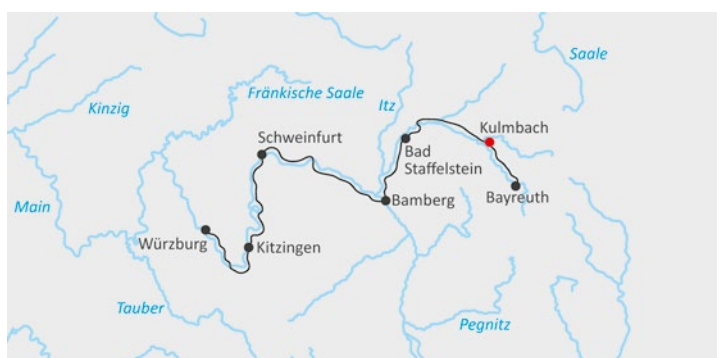 Saale
Fränkische Saale
Kinzig
Itz
Kulmbach
Schweinfurt
Bad
Staffelstein
Bayreuth
Bamberg
Main
Würzburg
Kitzingen
Tauber
Pegnitz